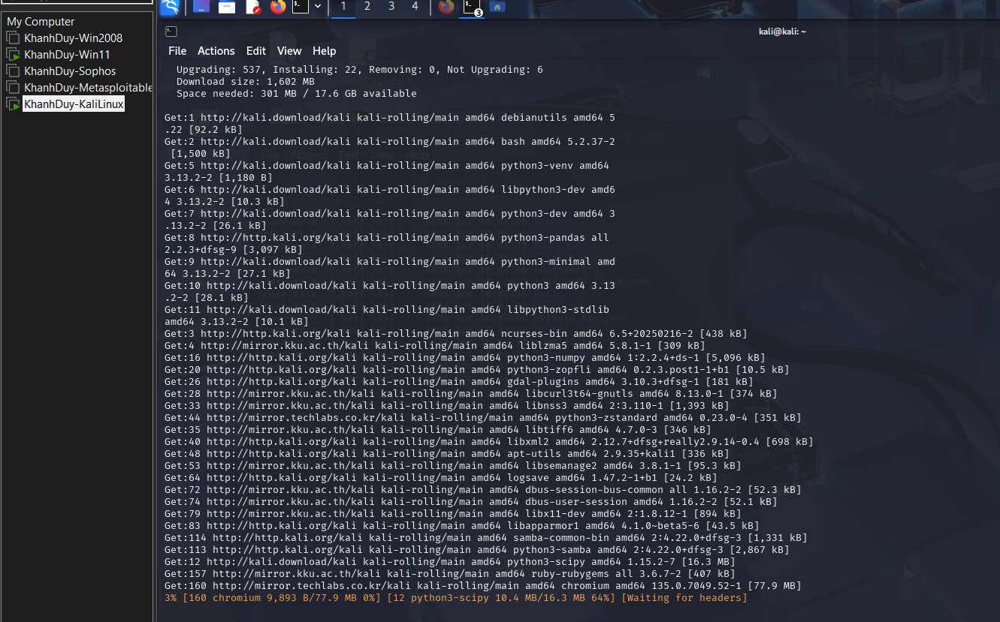 My Computer
KhanhDuy-Win2008
KhanhDuy-Win11
KhanhDuy-Sophos
KhanhDuy-Metasploitable
KhanhDuy-KaliLinux
1 2 3 4
3
kali@kali: ~
File Actions Edit View Help
Upgrading: 537, Installing: 22, Removing: 0, Not Upgrading: 6
Download size: 1,602 MB
Space needed: 301 MB / 17.6 GB available
Get:1 http://kali.download/kali kali-rolling/main amd64 debianutils amd64 5
.22 [92.2 kB]
Get:2 http://kali.download/kali kali-rolling/main amd64 bash amd64 5.2.37-2
[1,500 kB]
Get:5 http://kali.download/kali kali-rolling/main amd64 python3-venv amd64
3.13.2-2 [1,180 B]
Get:6 http://kali.download/kali kali-rolling/main amd64 libpython3-dev amd6
4 3.13.2-2 [10.3 kB]
Get:7 http://kali.download/kali kali-rolling/main amd64 python3-dev amd64 3
.13.2-2 [26.1 kB]
Get:8 http://http.kali.org/kali kali-rolling/main amd64 python3-pandas all
2.2.3+dfsg-9 [3,097 kB]
Get:9 http://kali.download/kali kali-rolling/main amd64 python3-minimal amd
64 3.13.2-2 [27.1 kB]
Get:10 http://kali.download/kali kali-rolling/main amd64 python3 amd64 3.13
.2-2 [28.1 kB]
Get:11 http://kali.download/kali kali-rolling/main amd64 libpython3-stdlib
amd64 3.13.2-2 [10.1 kB]
Get:3 http://http.kali.org/kali kali-rolling/main amd64 ncurses-bin amd64 6.5+20250216-2 [438 kB]
Get:4 http://mirror.kku.ac.th/kali kali-rolling/main amd64 liblzma5 amd64 5.8.1-1 [309 kB]
Get:16 http://http.kali.org/kali kali-rolling/main amd64 python3-numpy amd64 1:2.2.4+ds-1 [5,096 kB]
Get:20 http://http.kali.org/kali kali-rolling/main amd64 python3-zopfli amd64 0.2.3.post1-1+b1 [10.5 kB]
Get:26 http://http.kali.org/kali kali-rolling/main amd64 gdal-plugins amd64 3.10.3+dfsg-1 [181 kB]
Get:28 http://mirror.kku.ac.th/kali kali-rolling/main amd64 libcurl3t64-gnutls amd64 8.13.0-1 [374 kB]
Get:33 http://mirror.kku.ac.th/kali kali-rolling/main amd64 libnss3 amd64 2:3.110-1 [1,393 kB]
Get:44 http://mirror.techlabs.co.kr/kali kali-rolling/main amd64 python3-zstandard amd64 0.23.0-4 [351 kB]
Get:35 http://mirror.kku.ac.th/kali kali-rolling/main amd64 libtiff6 amd64 4.7.0-3 [346 kB]
Get:40 http://http.kali.org/kali kali-rolling/main amd64 libxml2 amd64 2.12.7+dfsg+really2.9.14-0.4 [698 kB]
Get:48 http://http.kali.org/kali kali-rolling/main amd64 apt-utils amd64 2.9.35+kali1 [336 kB]
Get:53 http://mirror.kku.ac.th/kali kali-rolling/main amd64 libsemanage2 amd64 3.8.1-1 [95.3 kB]
Get:64 http://http.kali.org/kali kali-rolling/main amd64 logsave amd64 1.47.2-1+b1 [24.2 kB]
Get:72 http://mirror.kku.ac.th/kali kali-rolling/main amd64 dbus-session-bus-common all 1.16.2-2 [52.3 kB]
Get:74 http://mirror.kku.ac.th/kali kali-rolling/main amd64 dbus-user-session amd64 1.16.2-2 [52.1 kB]
Get:79 http://mirror.kku.ac.th/kali kali-rolling/main amd64 libx11-dev amd64 2:1.8.12-1 [894 kB]
Get:83 http://http.kali.org/kali kali-rolling/main amd64 libapparmor1 amd64 4.1.0~beta5-6 [43.5 kB]
Get:114 http://http.kali.org/kali kali-rolling/main amd64 samba-common-bin amd64 2:4.22.0+dfsg-3 [1,331 kB]
Get:113 http://http.kali.org/kali kali-rolling/main amd64 python3-samba amd64 2:4.22.0+dfsg-3 [2,867 kB]
Get:12 http://kali.download/kali kali-rolling/main amd64 python3-scipy amd64 1.15.2-7 [16.3 MB]
Get:157 http://mirror.kku.ac.th/kali kali-rolling/main amd64 ruby-rubygems all 3.6.7-2 [407 kB]
Get:160 http://mirror.techlabs.co.kr/kali kali-rolling/main amd64 chromium amd64 135.0.7049.52-1 [77.9 MB]
3% [160 chromium 9,893 B/77.9 MB 0%] [12 python3-scipy 10.4 MB/16.3 MB 64%] [Waiting for headers]